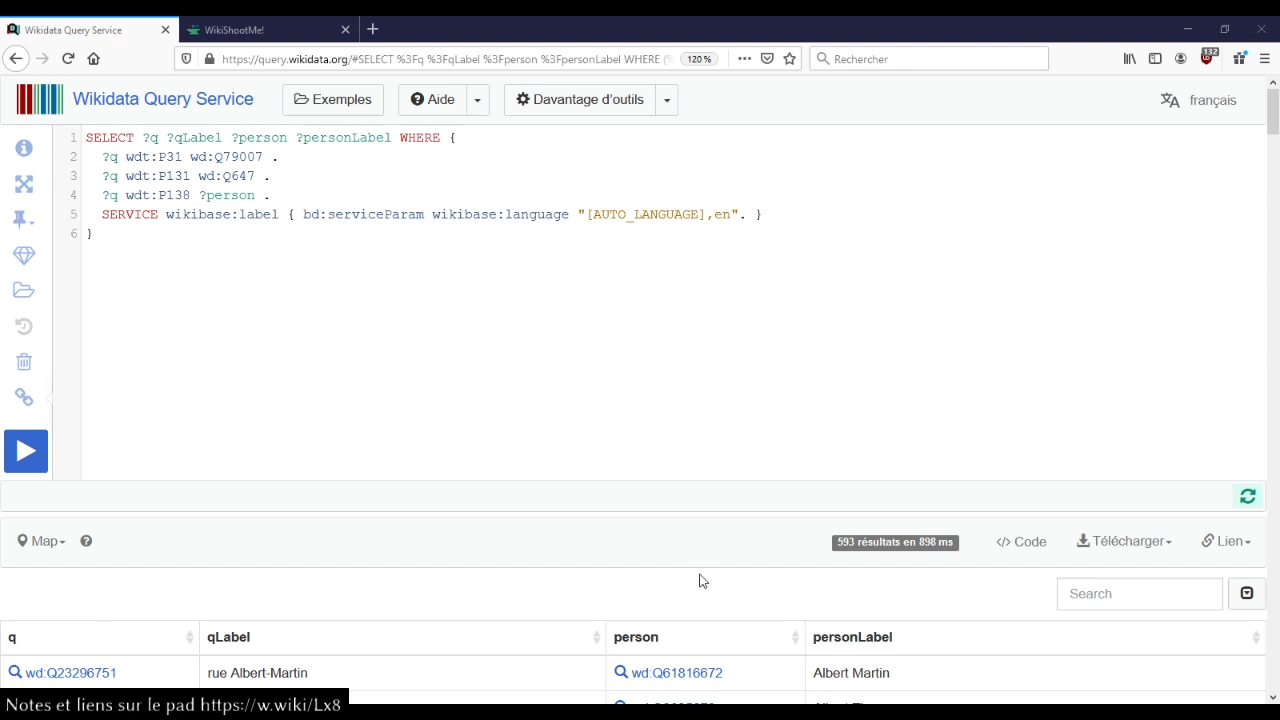 Wikidata Query Service
WikiShootMe!
https://query.wikidata.org/#SELECT %3Fq %3FqLabel %3Fperson %3FpersonLabel WHERE {%
120 %
Rechercher
132
Wikidata Query Service
Exemples
Aide
Davantage d'outils
français
1 SELECT ?q ?qLabel ?person ?personLabel WHERE {
2 ?q wdt:P31 wd:Q79007 .
3 ?q wdt:P131 wd:Q647 .
4 ?q wdt:P138 ?person .
5 SERVICE wikibase:label { bd:serviceParam wikibase:language "[AUTO_LANGUAGE],en". }
6 }
Map
593 résultats en 898 ms
</> Code
Télécharger
Lien
Search
q qLabel person personLabel
wd:Q23296751 rue Albert-Martin wd:Q61816672 Albert Martin
Notes et liens sur le pad https://w.wiki/Lx8